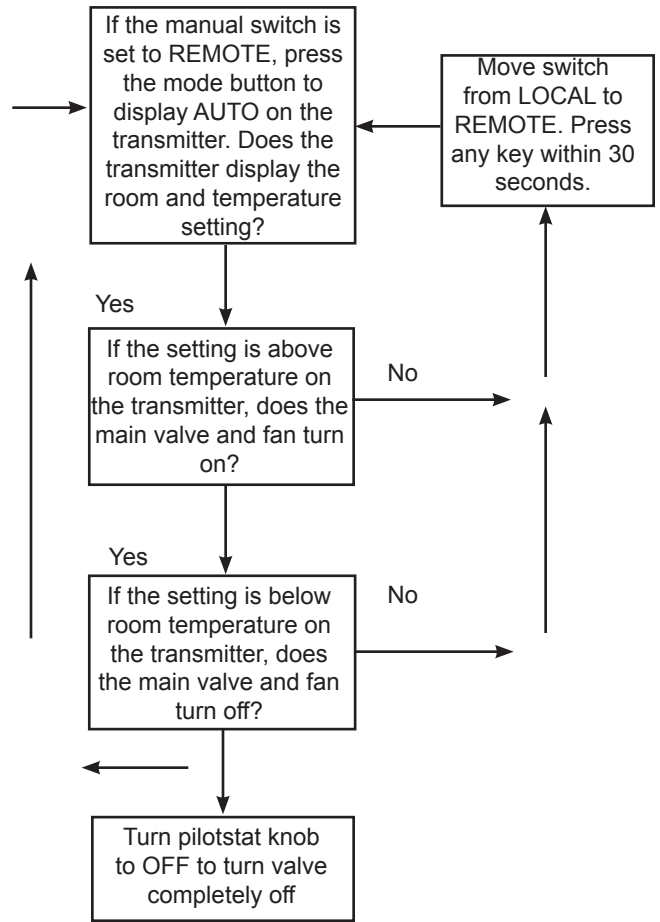 If the manual switch is
set to REMOTE, press
the mode button to
display AUTO on the
transmitter. Does the
transmitter display the
room and temperature
setting?
Move switch
from LOCAL to
REMOTE. Press
any key within 30
seconds.
Yes
If the setting is above
room temperature on
the transmitter, does the
main valve and fan turn
on?
No
Yes
If the setting is below
room temperature on
the transmitter, does
the main valve and fan
turn off?
No
Turn pilotstat knob
to OFF to turn valve
completely off